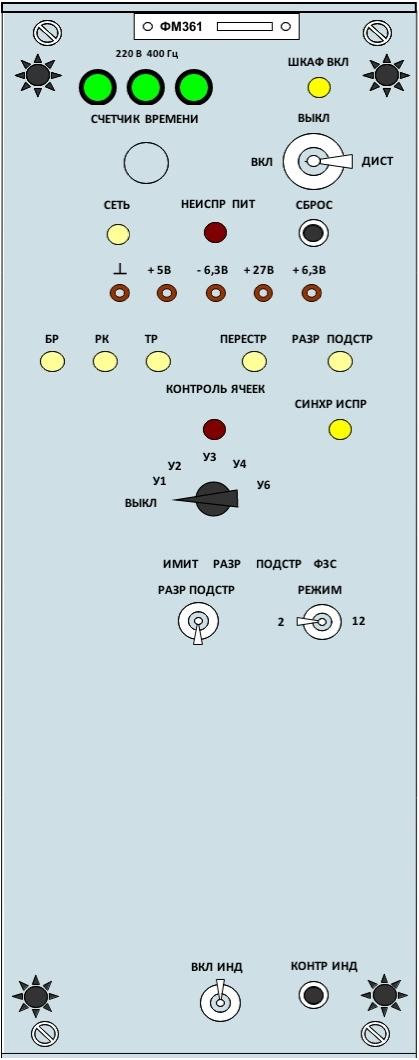 ФМ361
220 В 400 Гц
ШКАФ ВКЛ
СЧЕТЧИК ВРЕМЕНИ
ВЫКЛ
ВКЛ
ДИСТ
СЕТЬ
НЕИСПР ПИТ
СБРОС
⊥ +5В - 6,3В +27В +6,3В
БР РК ТР ПЕРЕСТР РАЗР ПОДСТР
КОНТРОЛЬ ЯЧЕЕК
СИНХР ИСПР
У3
У2 У4
У1 У6
ВЫКЛ
ИМИТ РАЗР ПОДСТР ФЗС
РАЗР ПОДСТР РЕЖИМ
2 12
ВКЛ ИНД КОНТР ИНД